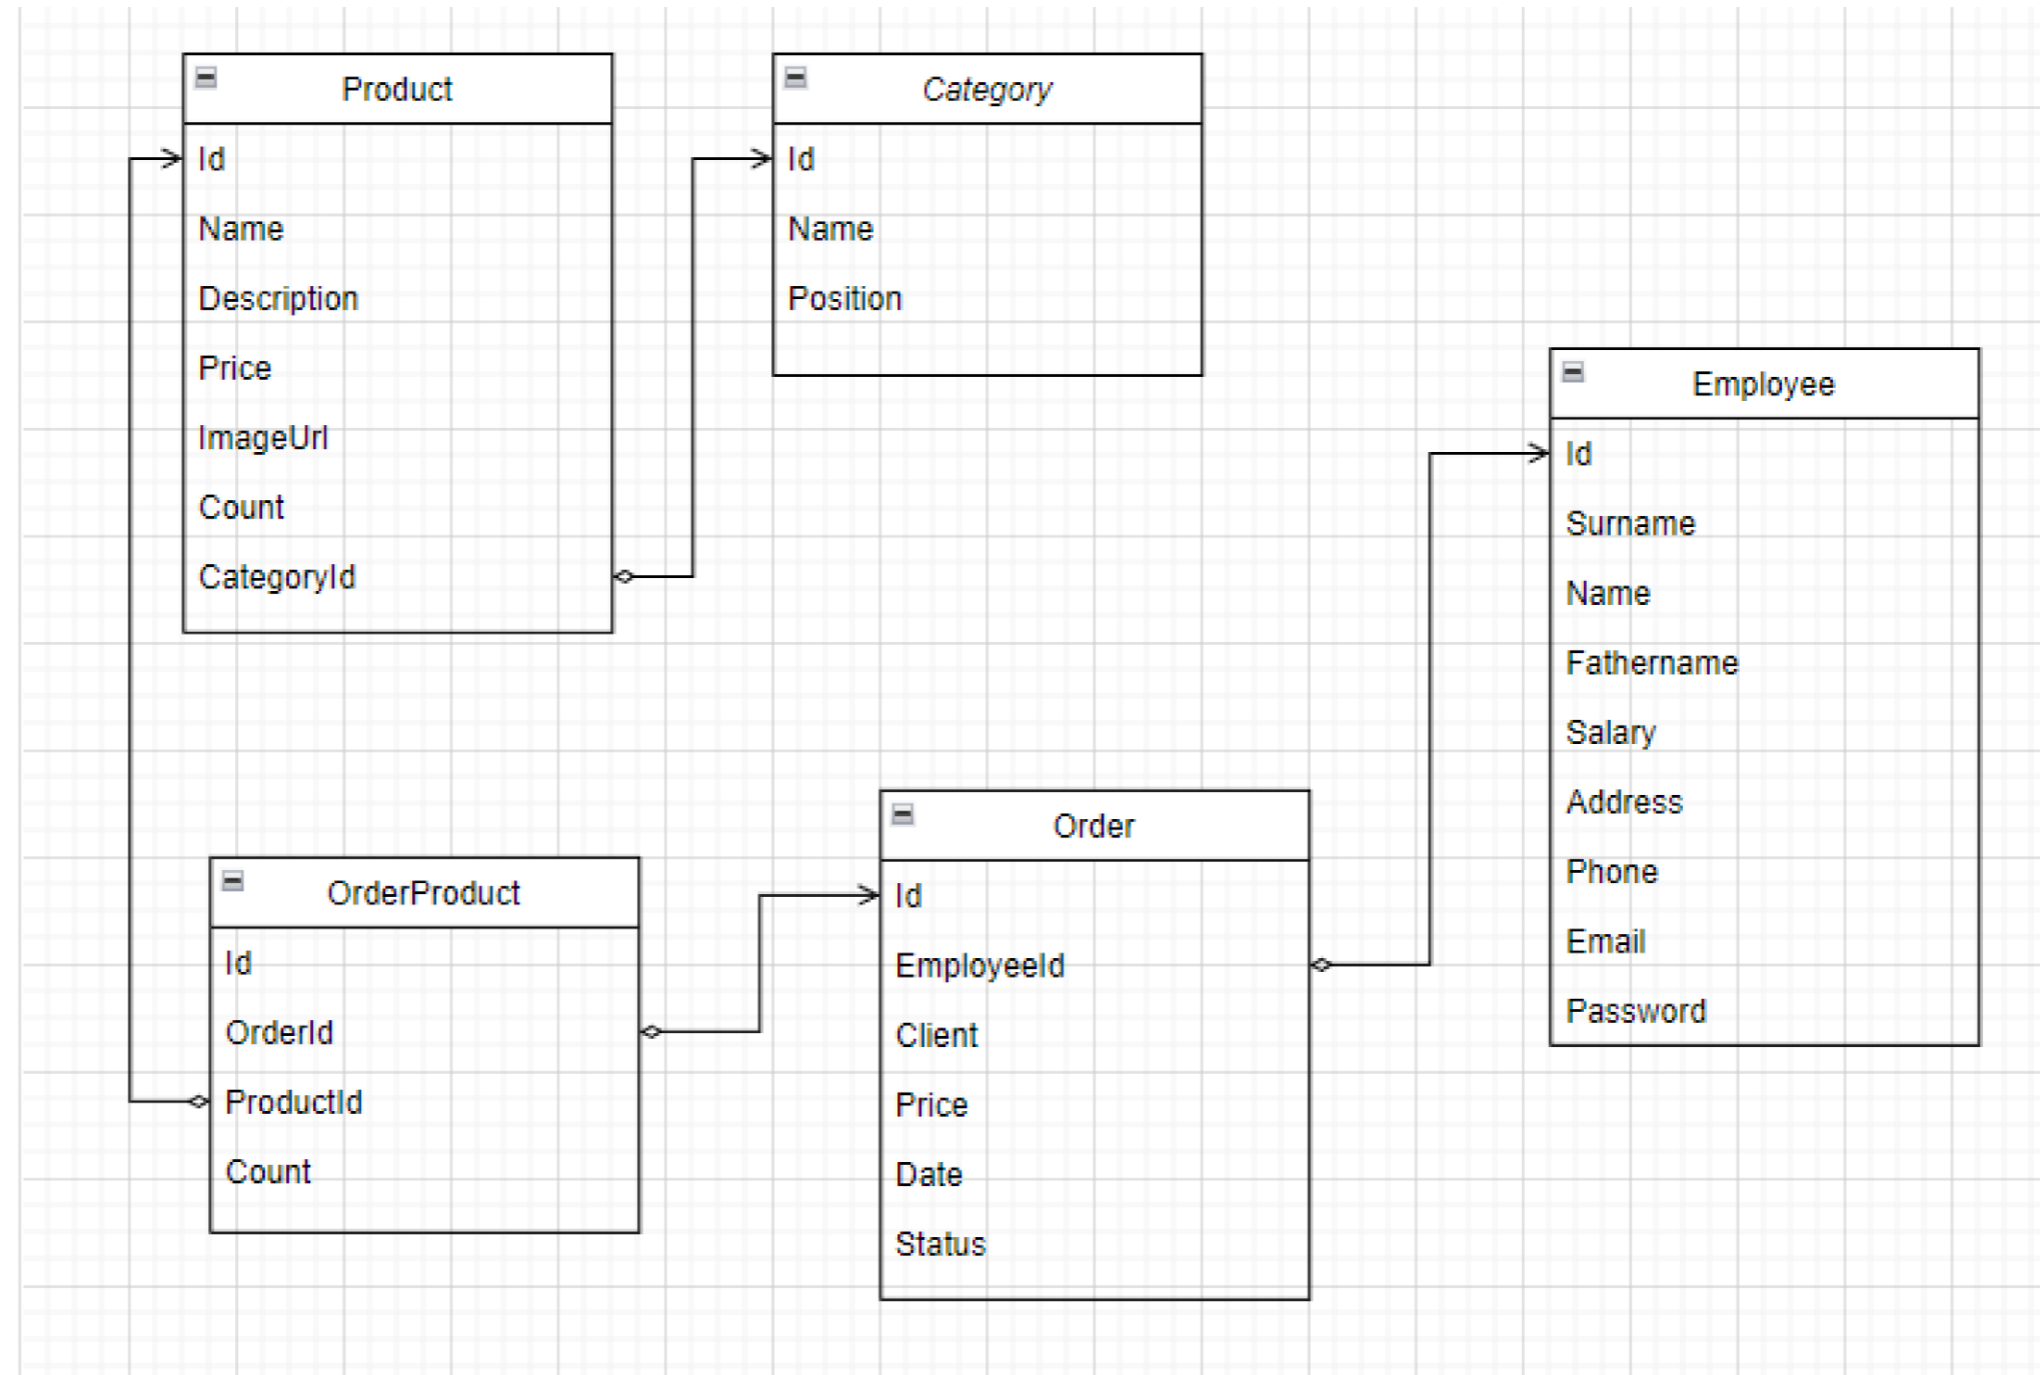 Product
Id
Name
Description
Price
ImageUrl
Count
CategoryId
Category
Id
Name
Position
Employee
Id
Surname
Name
Fathername
Salary
Address
Phone
Email
Password
OrderProduct
Id
OrderId
ProductId
Count
Order
Id
EmployeeId
Client
Price
Date
Status